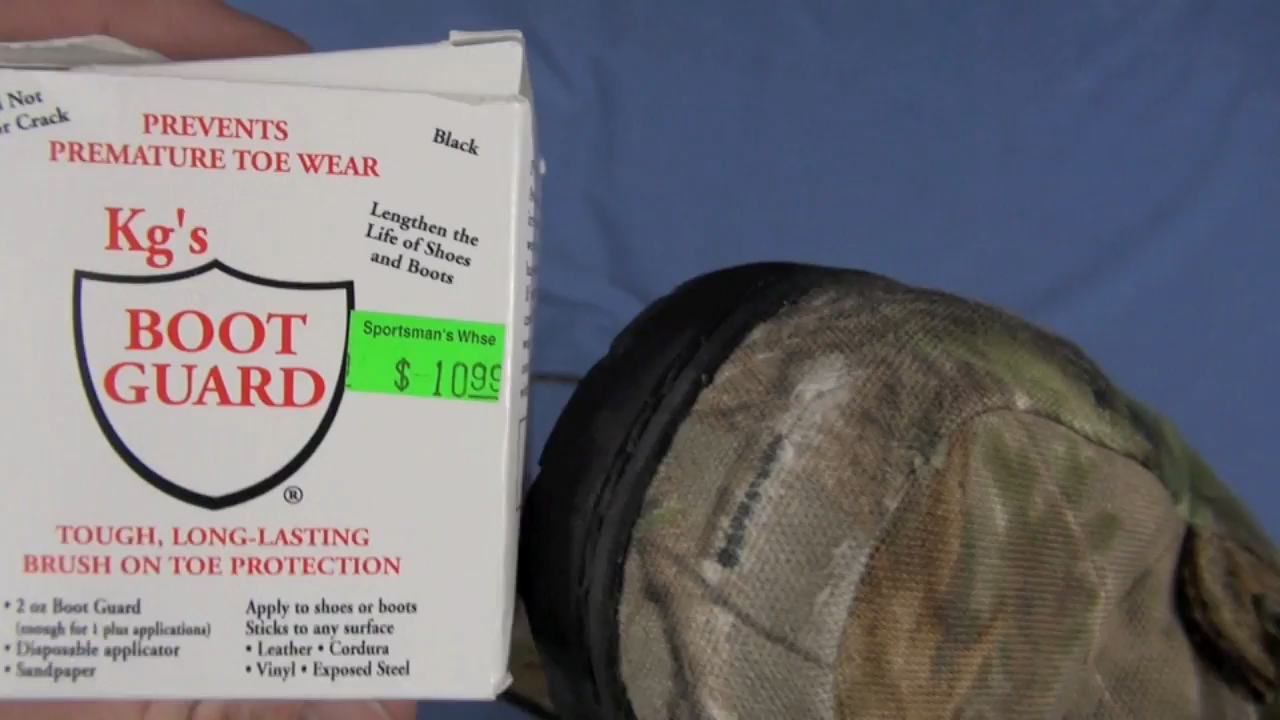 Not
Crack
PREVENTS
PREMATURE TOE WEAR
Black
Kg's
Lengthen the
Life of Shoes
and Boots
BOOT
GUARD
®
Sportsman's Whse
$ 10.99
TOUGH, LONG-LASTING
BRUSH ON TOE PROTECTION
• 2 oz Boot Guard
(enough for 1 plus applications)
• Disposable applicator
• Sandpaper
Apply to shoes or boots
Sticks to any surface
• Leather • Cordura
• Vinyl • Exposed Steel